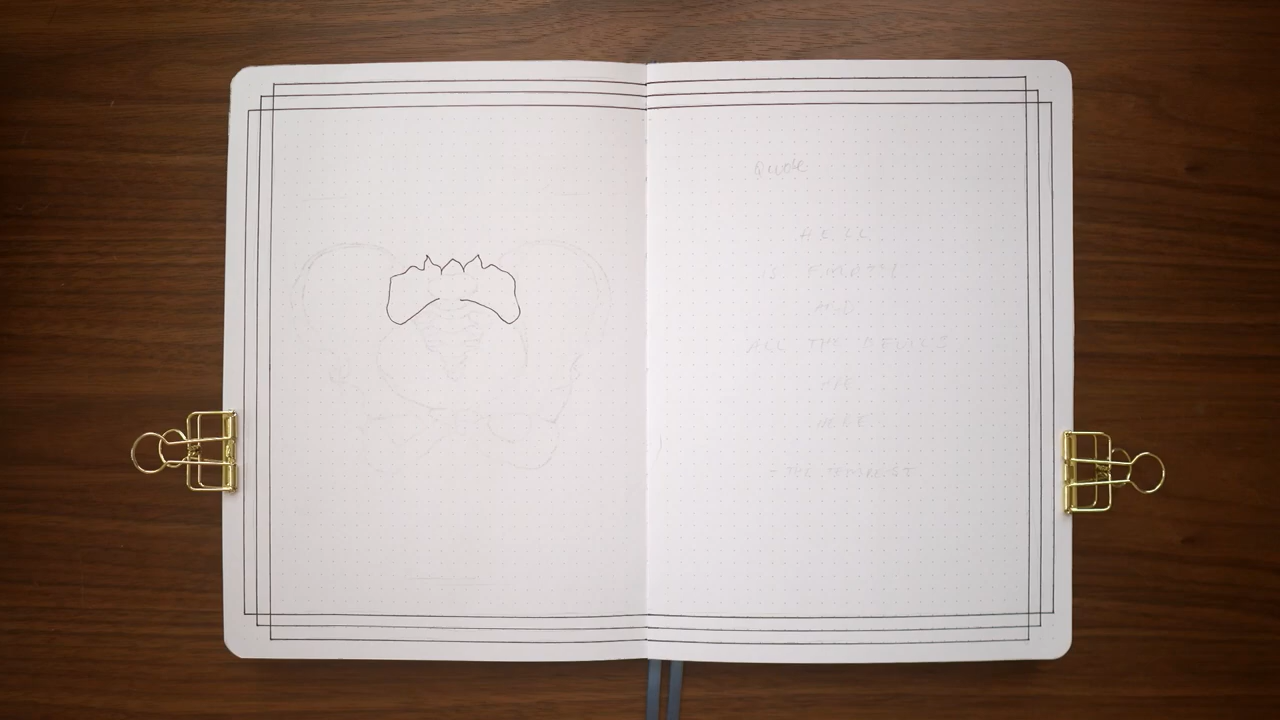 Quote
HELL
IS EMPTY
AND
ALL THE DEVILS
ARE
HERE
- THE TEMPEST